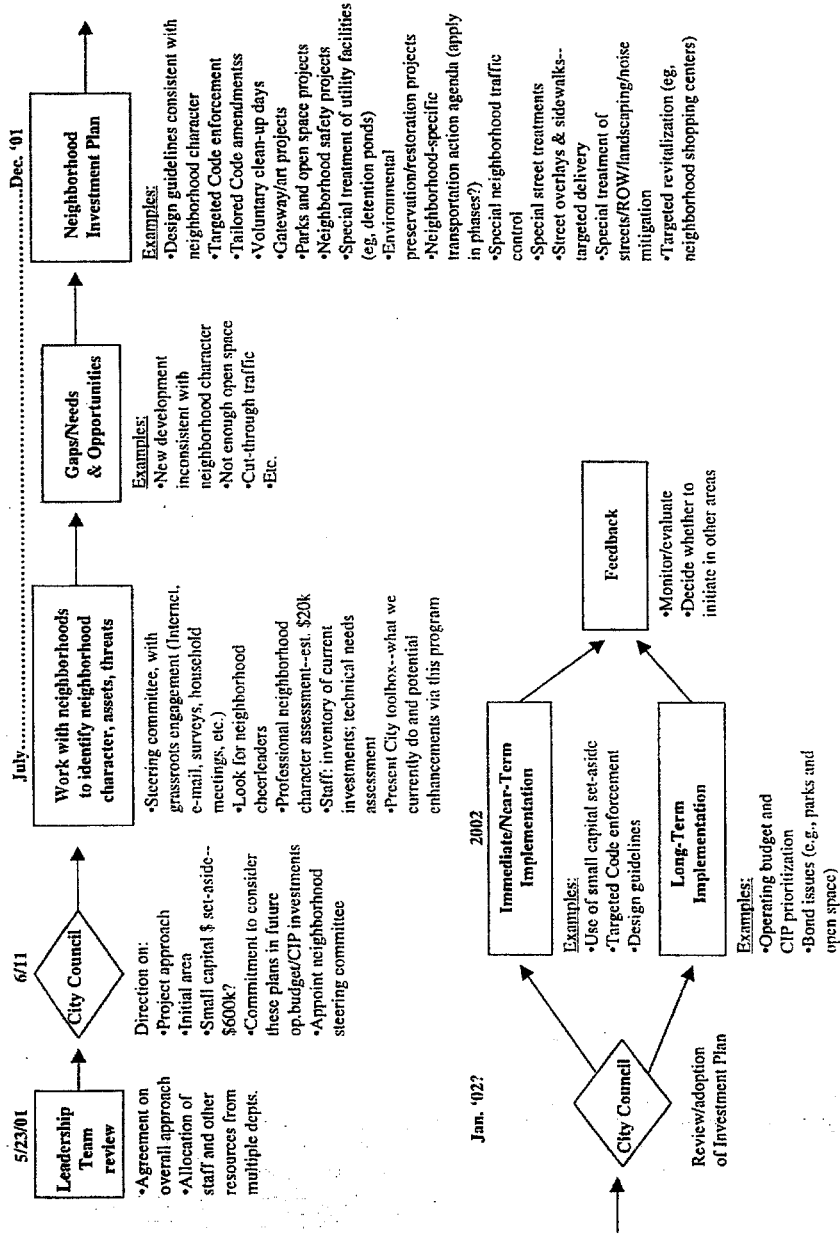 5/23/01
Leadership
Team
review
•Agreement on
overall approach
•Allocation of
staff and other
resources from
multiple depts.
6/11
City Council
Direction on:
•Project approach
•Initial area
•Small capital $ set-aside--
$600k?
•Commitment to consider
these plans in future
op.budget/CIP investments
•Appoint neighborhood
steering committee
July...............................................................Dec. '01
Work with neighborhoods
to identify neighborhood
character, assets, threats
•Steering committee, with
grassroots engagement (Internet,
e-mail, surveys, household
meetings, etc.)
•Look for neighborhood
cheerleaders
•Professional neighborhood
character assessment--est. $20k
•Staff: inventory of current
investments; technical needs
assessment
•Present City toolbox--what we
currently do and potential
enhancements via this program
Gaps/Needs
& Opportunities
Examples:
•New development
inconsistent with
neighborhood character
•Not enough open space
•Cut-through traffic
•Etc.
Neighborhood
Investment Plan
Examples:
•Design guidelines consistent with
neighborhood character
•Targeted Code enforcement
•Tailored Code amendmentss
•Voluntary clean-up days
•Gateway/art projects
•Parks and open space projects
•Neighborhood safety projects
•Special treatment of utility facilities
(eg, detention ponds)
•Environmental
preservation/restoration projects
•Neighborhood-specific
transportation action agenda (apply
in phases?)
•Special neighborhood traffic
control
•Special street treatments
•Street overlays & sidewalks--
targeted delivery
•Special treatment of
streets/ROW/landscaping/noise
mitigation
•Targeted revitalization (eg,
neighborhood shopping centers)
Jan. '02?
City Council
Review/adoption
of Investment Plan
2002
Immediate/Near-Term
Implementation
Examples:
•Use of small capital set-aside
•Targeted Code enforcement
•Design guidelines
Long-Term
Implementation
Examples:
•Operating budget and
CIP prioritization
•Bond issues (e.g., parks and
open space)
Feedback
•Monitor/evaluate
•Decide whether to
initiate in other areas